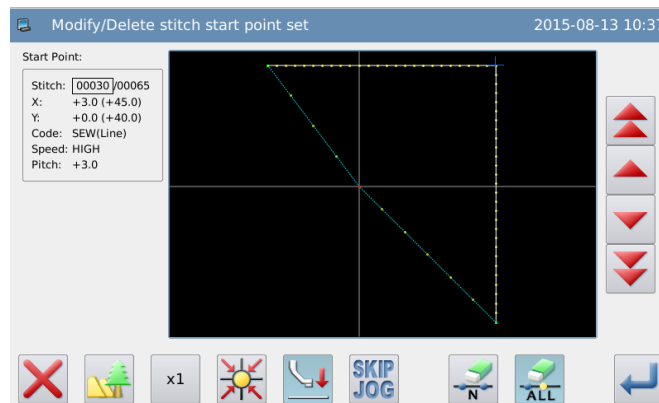 Modify/Delete stitch start point set 2015-08-13 10:37
Start Point:
Stitch: 00030/00065
X: +3.0 (+45.0)
Y: +0.0 (+40.0)
Code: SEW(Line)
Speed: HIGH
Pitch: +3.0
x1
SKIP
JOG
N
ALL